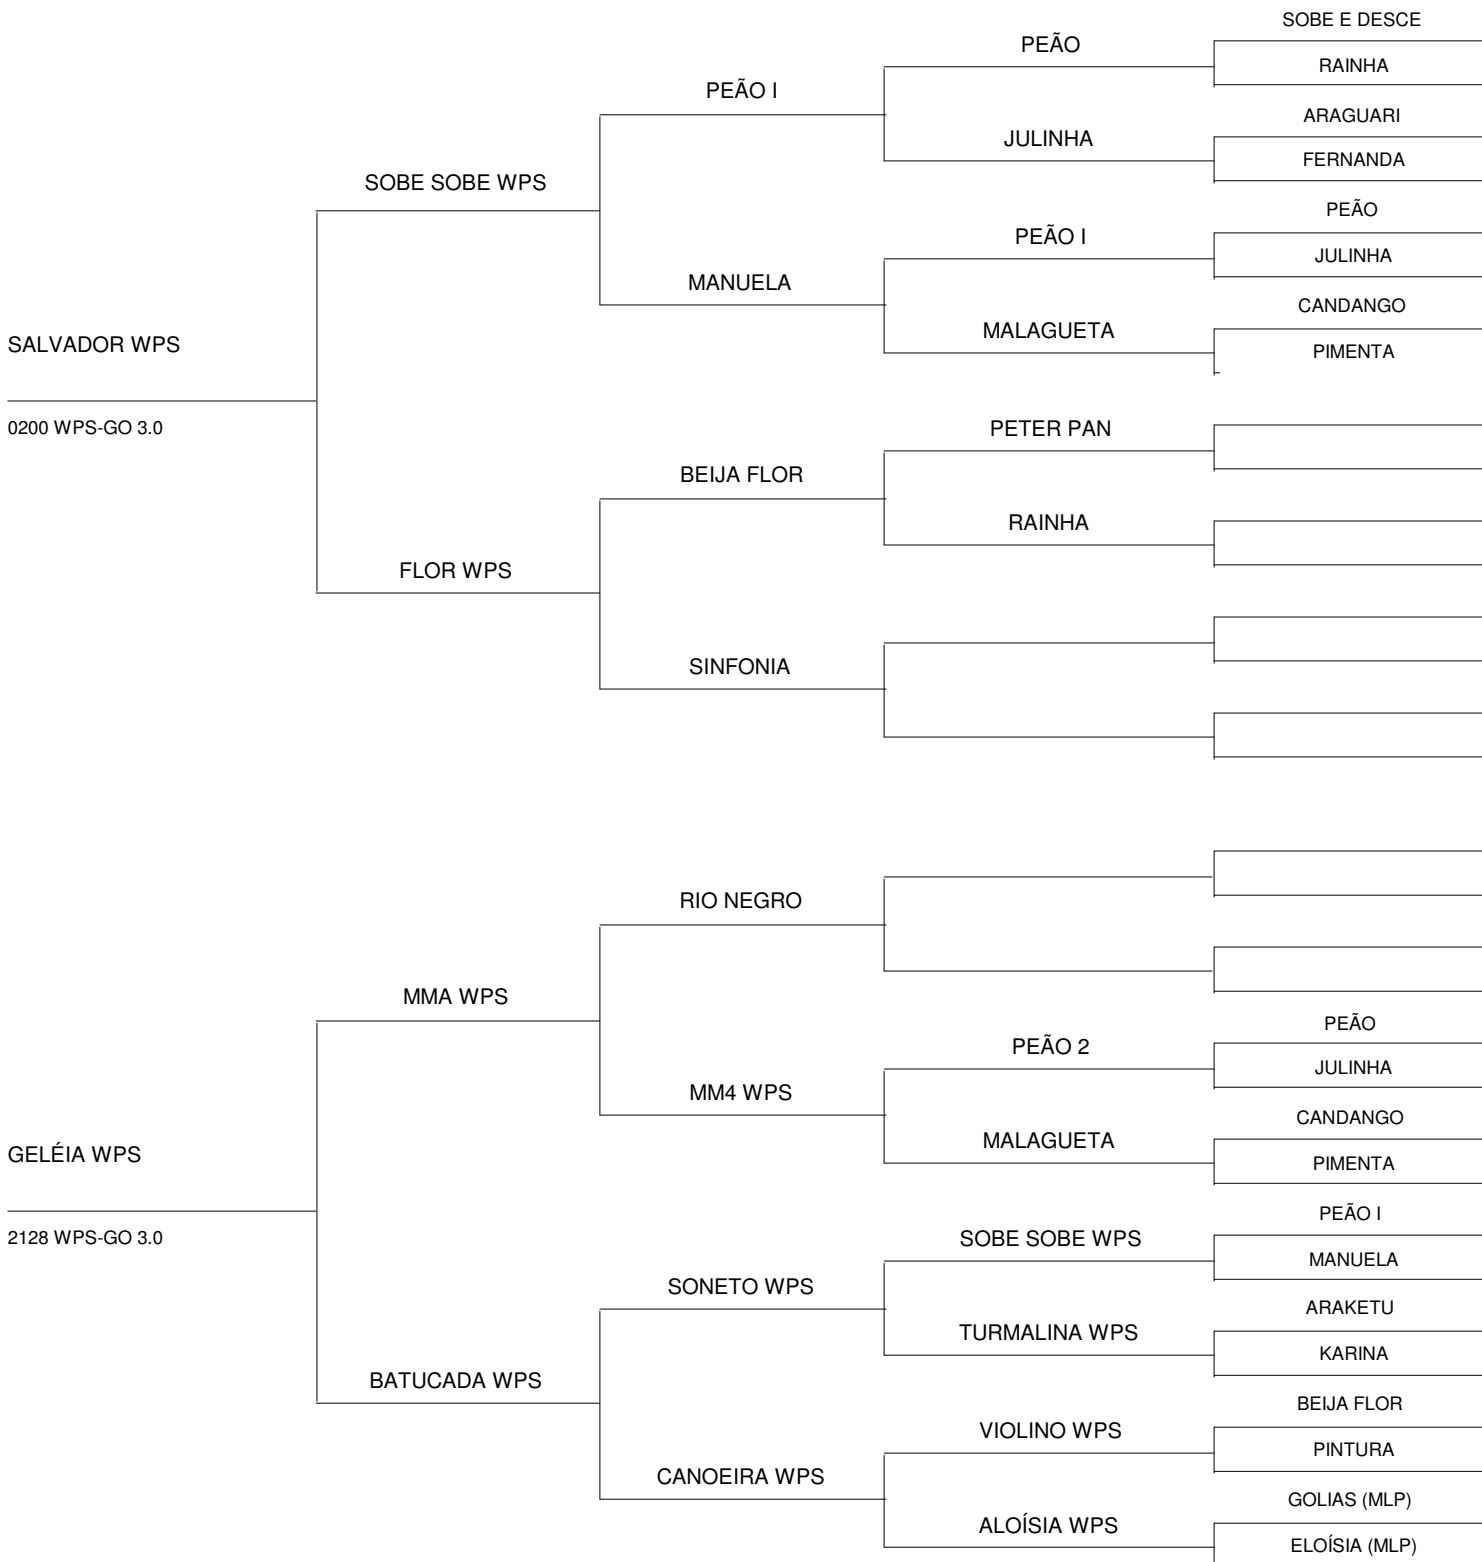 SOBE E DESCE
PEÃO
RAINHA
PEÃO I
ARAGUARI
JULINHA
FERNANDA
SOBE SOBE WPS
PEÃO
PEÃO I
JULINHA
MANUELA
CANDANGO
MALAGUETA
SALVADOR WPS
PIMENTA
0200 WPS-GO 3.0
PETER PAN
BEIJA FLOR
RAINHA
FLOR WPS
SINFONIA
RIO NEGRO
MMA WPS
PEÃO
PEÃO 2
JULINHA
MM4 WPS
CANDANGO
MALAGUETA
GELÉIA WPS
PIMENTA
PEÃO I
2128 WPS-GO 3.0
SOBE SOBE WPS
MANUELA
SONETO WPS
ARAKETU
TURMALINA WPS
KARINA
BATUCADA WPS
BEIJA FLOR
VIOLINO WPS
PINTURA
CANOEIRA WPS
GOLIAS (MLP)
ALOÍSIA WPS
ELOÍSIA (MLP)